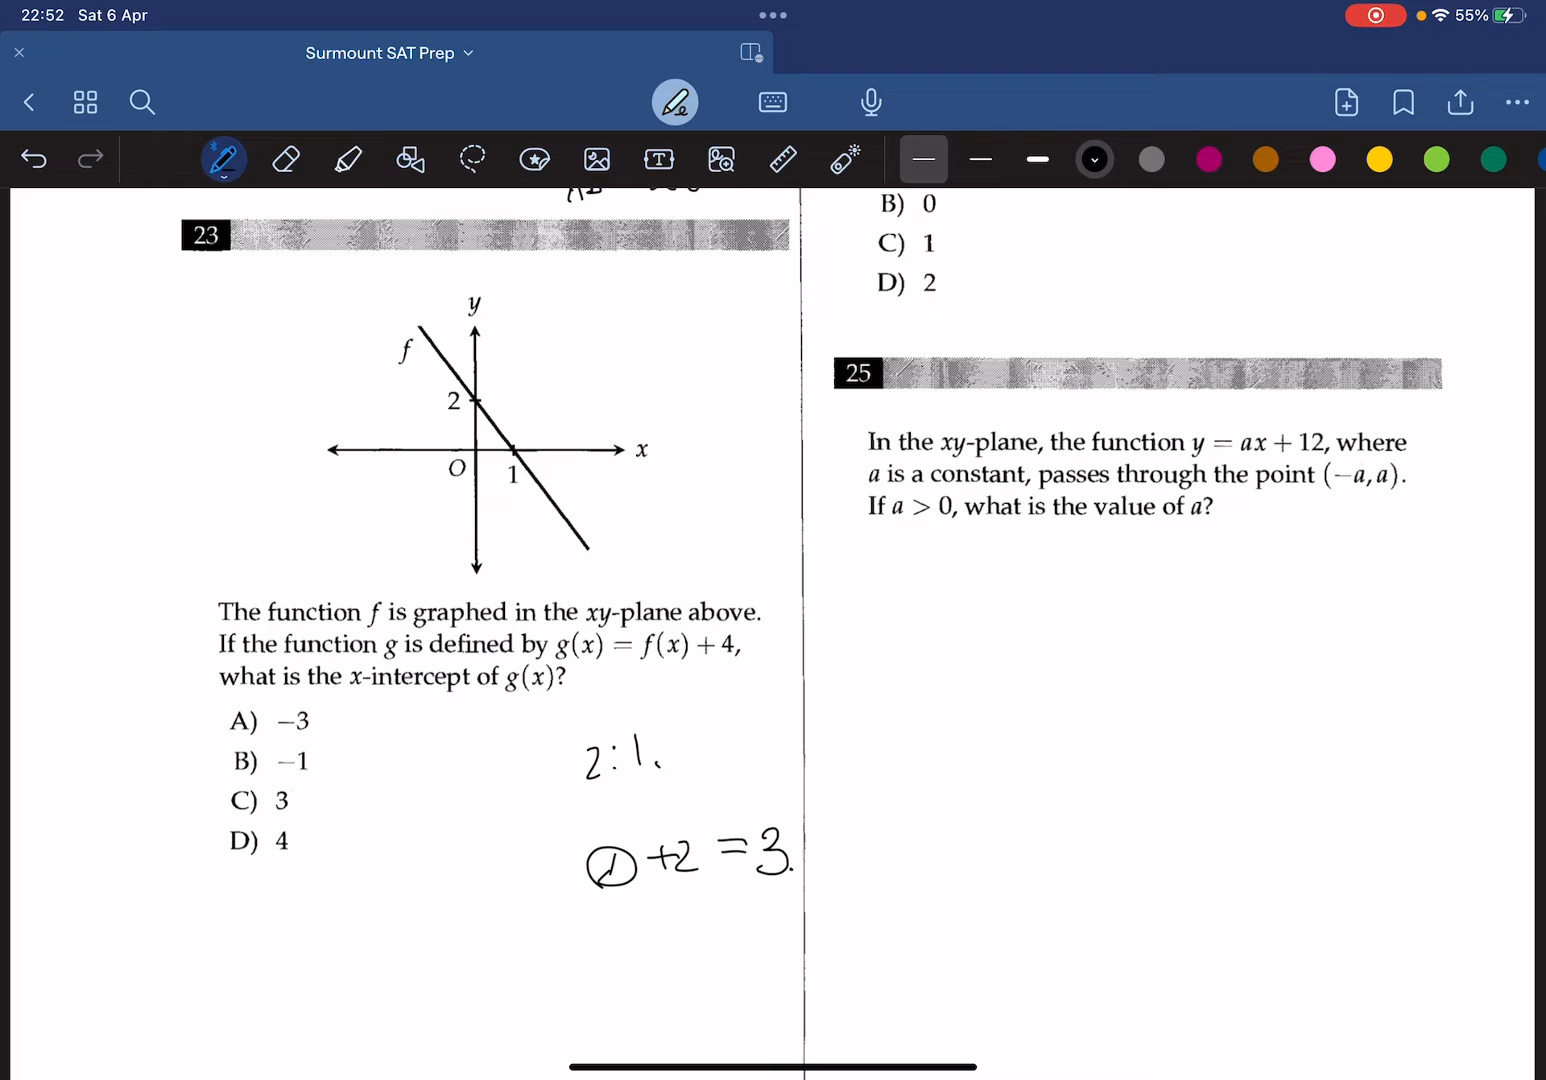 22:52 Sat 6 Apr
55%
Surmount SAT Prep
T
23
y
f
2
x
O
1
The function f is graphed in the xy-plane above.
If the function g is defined by g(x) = f(x) + 4,
what is the x-intercept of g(x)?
A) −3
B) −1
C) 3
D) 4
2:1.
1 +2 = 3.
B) 0
C) 1
D) 2
25
In the xy-plane, the function y = ax + 12, where
a is a constant, passes through the point (−a, a).
If a > 0, what is the value of a?